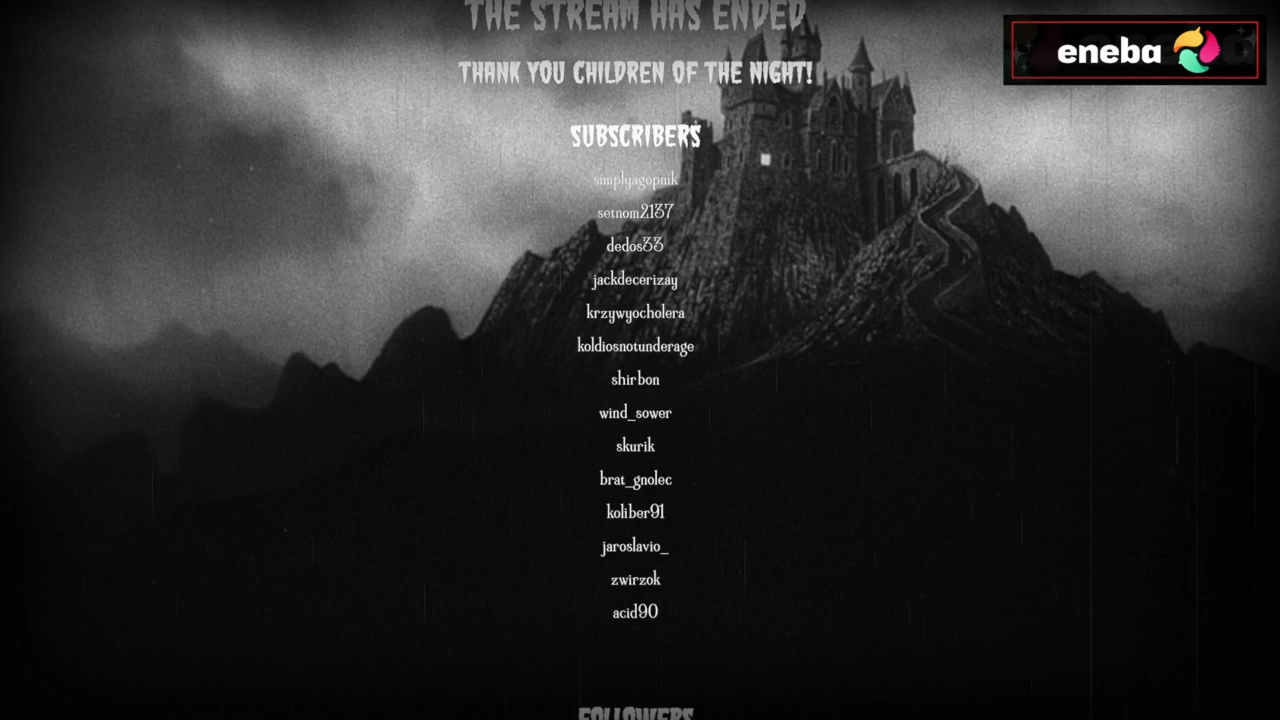 THE STREAM HAS ENDED
eneba
THANK YOU CHILDREN OF THE NIGHT!
SUBSCRIBERS
simplyagopnik
setnom2137
dedos33
jackdecerizay
krzywyocholera
koldiosnotunderage
shirbon
wind_sower
skurik
brat_gnolec
koliber91
jaroslavio_
zwirzok
acid90
FOLLOWERS